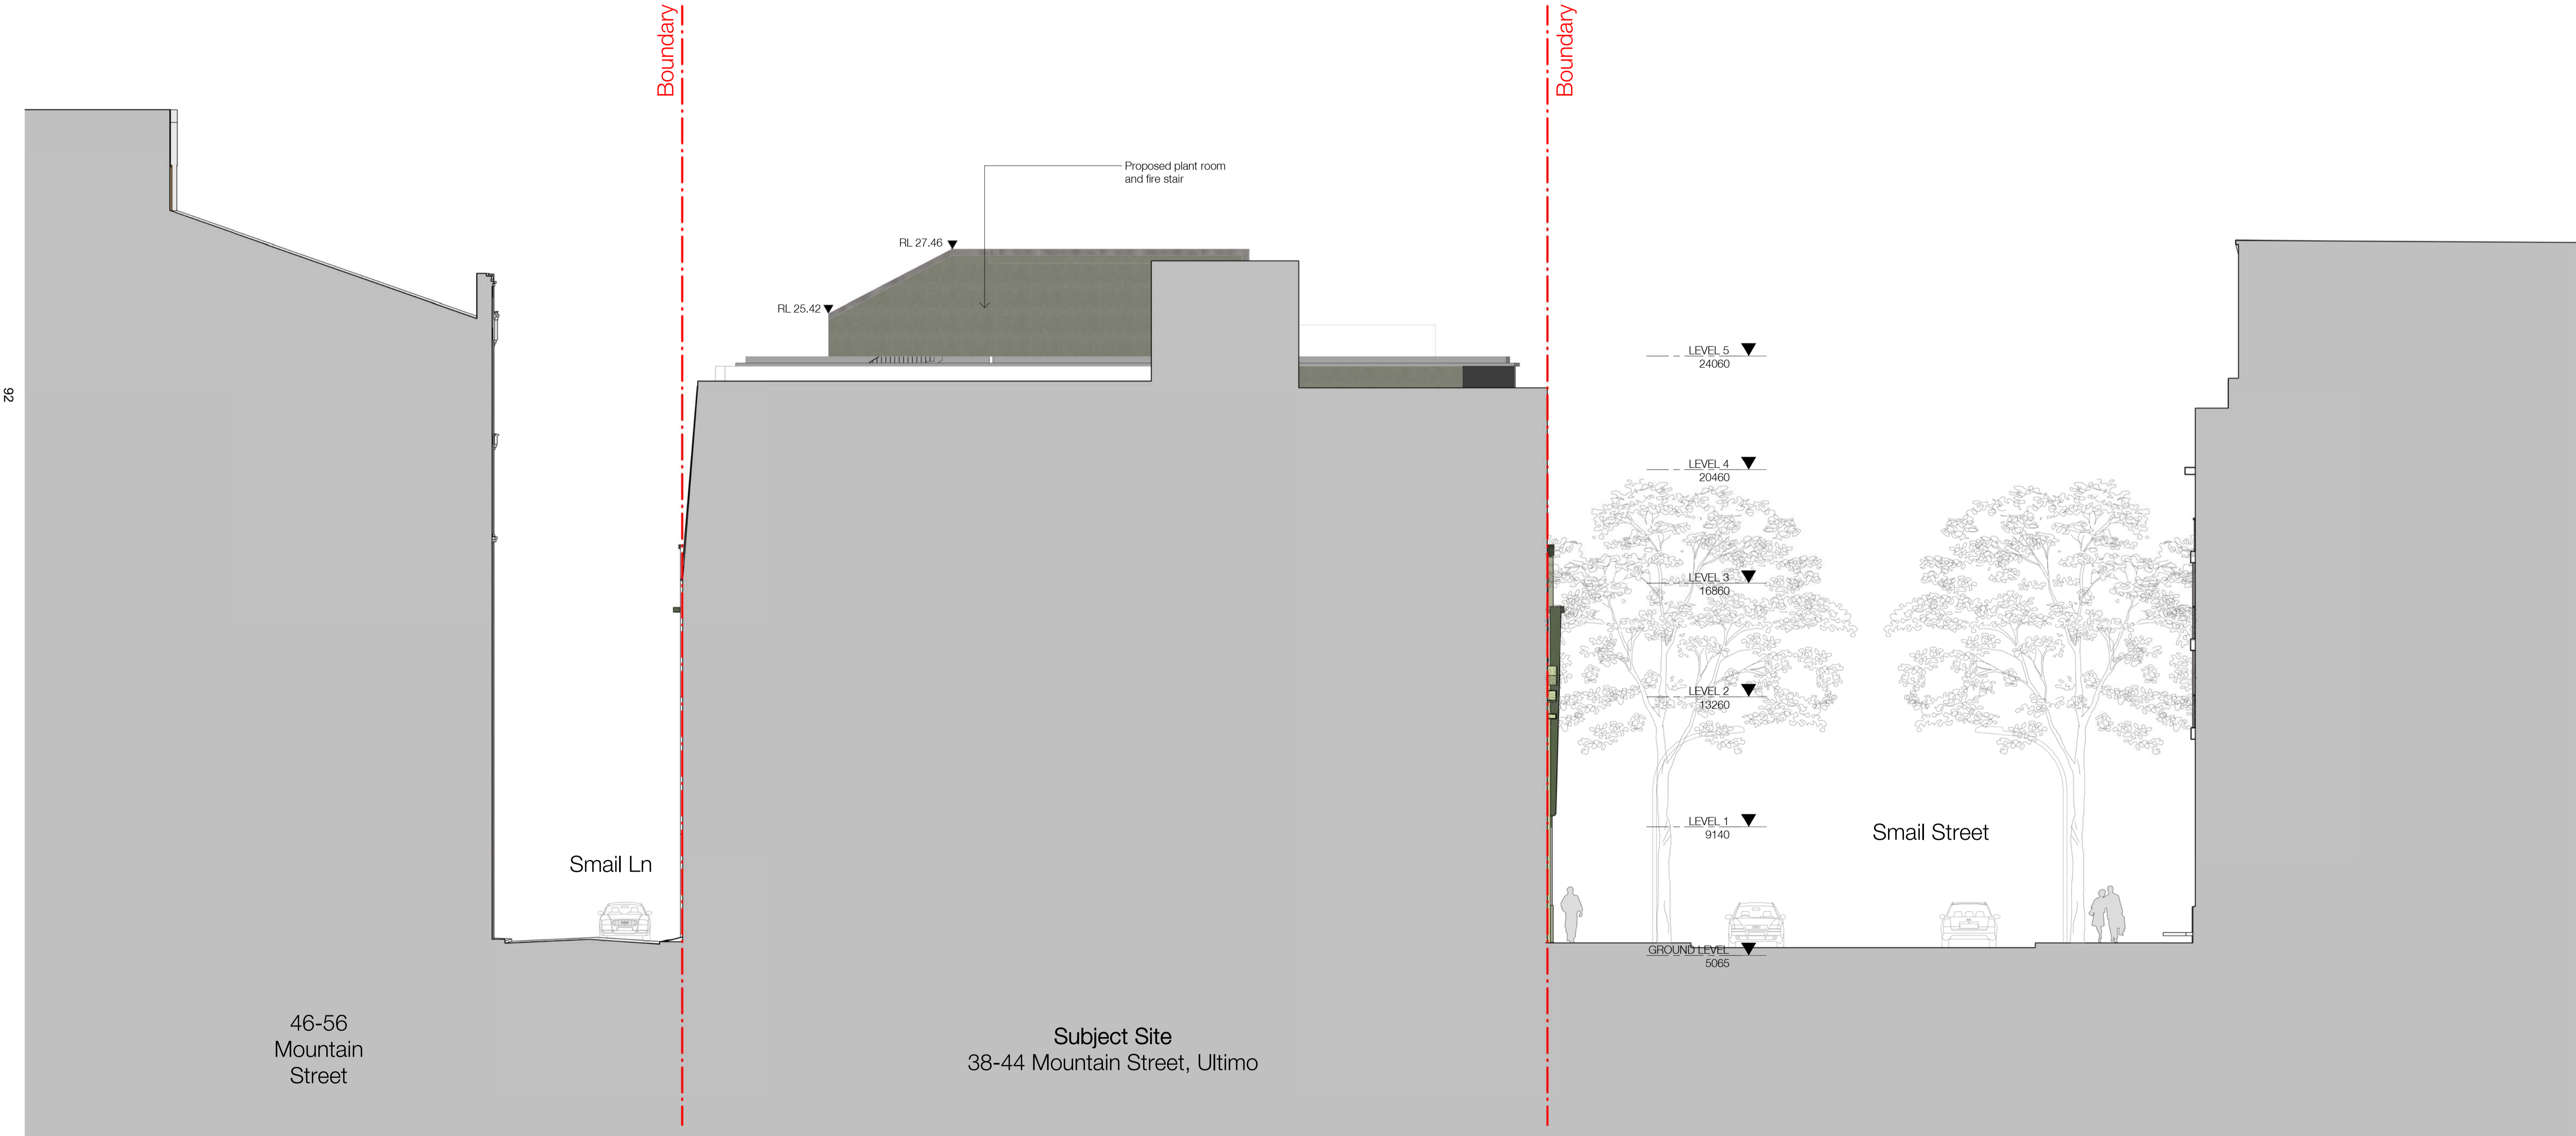 Boundary
Boundary
Proposed plant room
and fire stair
RL 27.46
RL 25.42
LEVEL 5
24060
92
LEVEL 4
20460
LEVEL 3
16860
LEVEL 2
13260
LEVEL 1
9140
Smail Street
Smail Ln
GROUND LEVEL
5065
46-56
Mountain
Street
Subject Site
38-44 Mountain Street, Ultimo